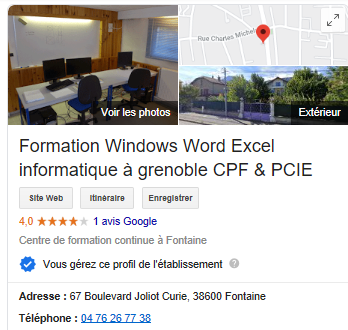 Rue Charles Michel
Voir les photos
Extérieur
Formation Windows Word Excel
informatique à grenoble CPF & PCIE
Site Web
Itinéraire
Enregistrer
4,0 ★★★★★ 1 avis Google
Centre de formation continue à Fontaine
Vous gérez ce profil de l'établissement ?
Adresse : 67 Boulevard Joliot Curie, 38600 Fontaine
Téléphone : 04 76 26 77 38